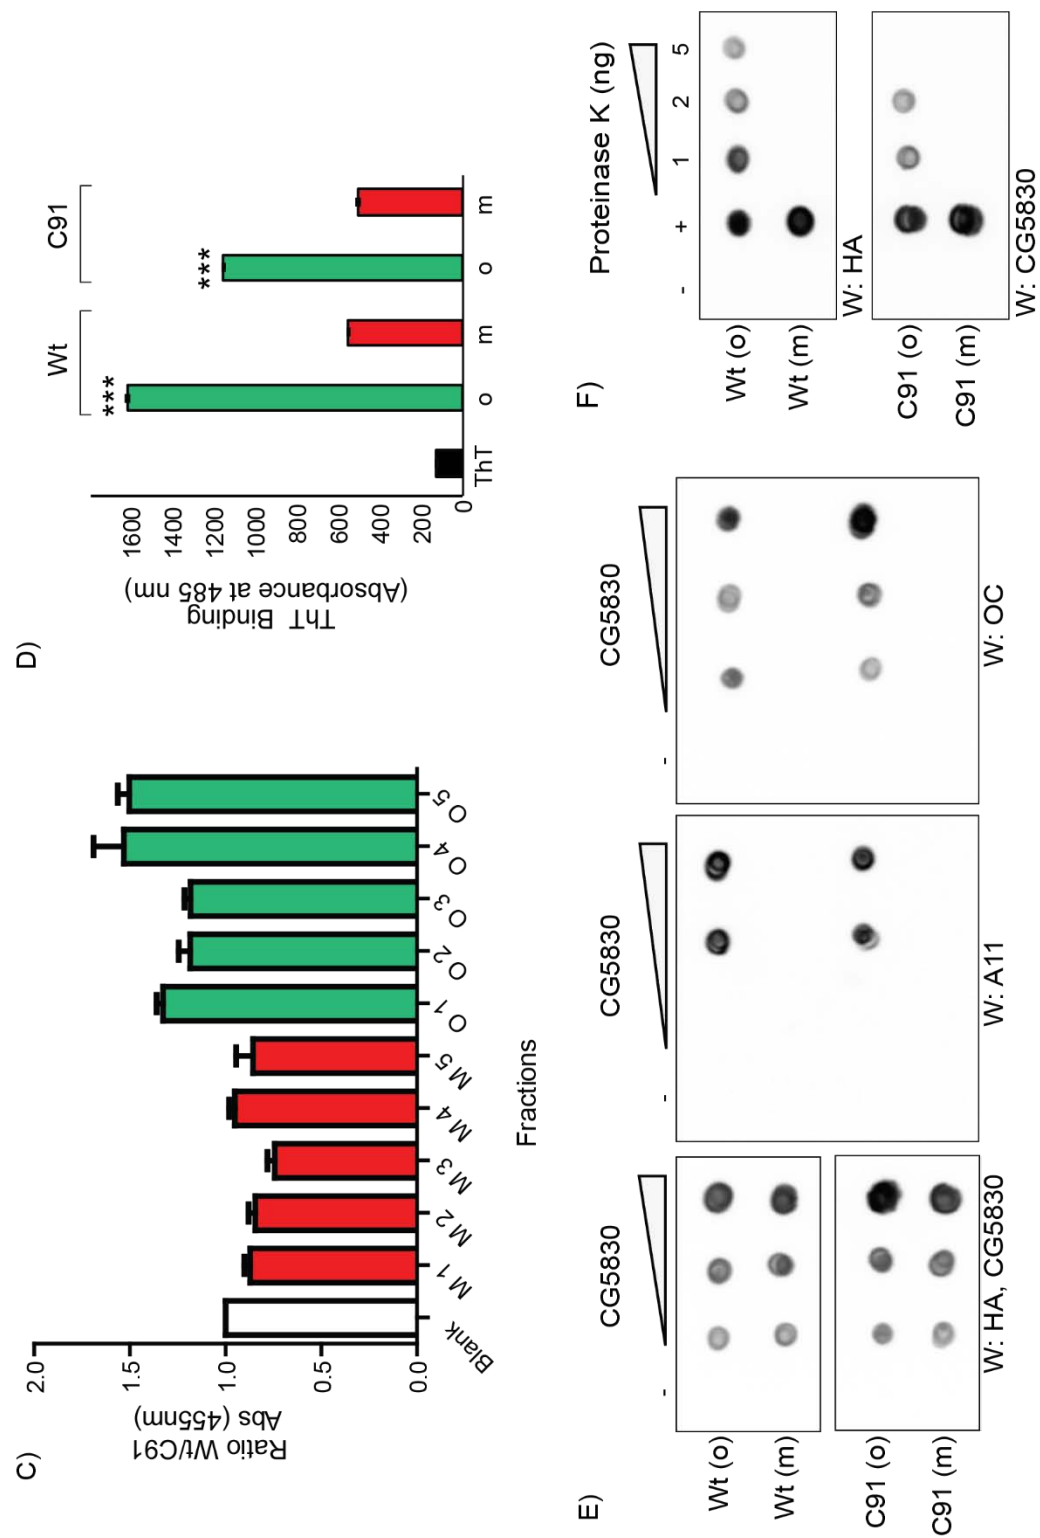 C)
Ratio Wt/C91
Abs (455nm)
2.0
1.5
1.0
0.5
0.0
Blank
M 1
M 2
M 3
M 4
M 5
O 1
O 2
O 3
O 4
O 5
Fractions
D)
ThT Binding
(Absorbance at 485 nm)
1600
1400
1200
1000
800
600
400
200
0
Wt
C91
***
***
ThT
o
m
o
m
E)
CG5830
CG5830
CG5830
-
-
-
Wt (o)
Wt (m)
C91 (o)
C91 (m)
W: HA, CG5830
W: A11
W: OC
F)
Proteinase K (ng)
- + 1 2 5
Wt (o)
Wt (m)
W: HA
C91 (o)
C91 (m)
W: CG5830